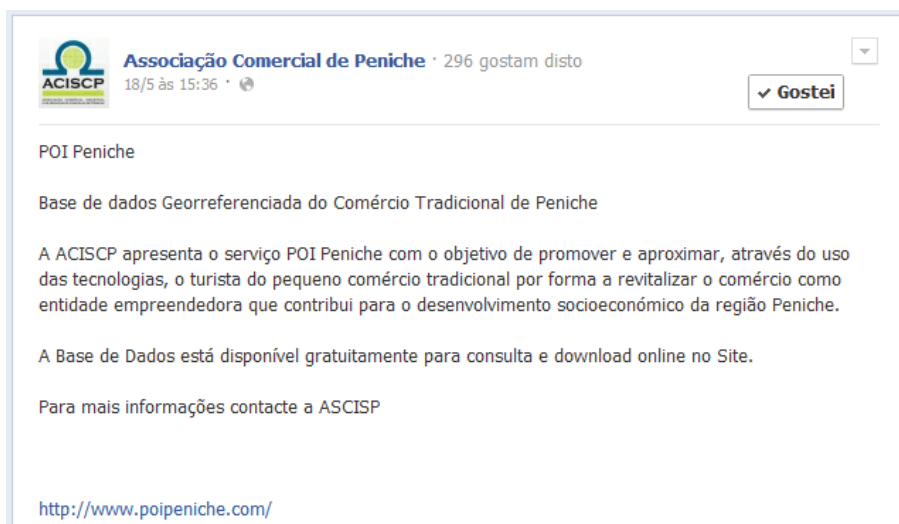 ACISCP
Associação Comercial de Peniche · 296 gostam disto
18/5 às 15:36 ·
✓ Gostei
POI Peniche
Base de dados Georreferenciada do Comércio Tradicional de Peniche
A ACISCP apresenta o serviço POI Peniche com o objetivo de promover e aproximar, através do uso
das tecnologias, o turista do pequeno comércio tradicional por forma a revitalizar o comércio como
entidade empreendedora que contribui para o desenvolvimento socioeconómico da região Peniche.
A Base de Dados está disponível gratuitamente para consulta e download online no Site.
Para mais informações contacte a ASCISP
http://www.poipeniche.com/